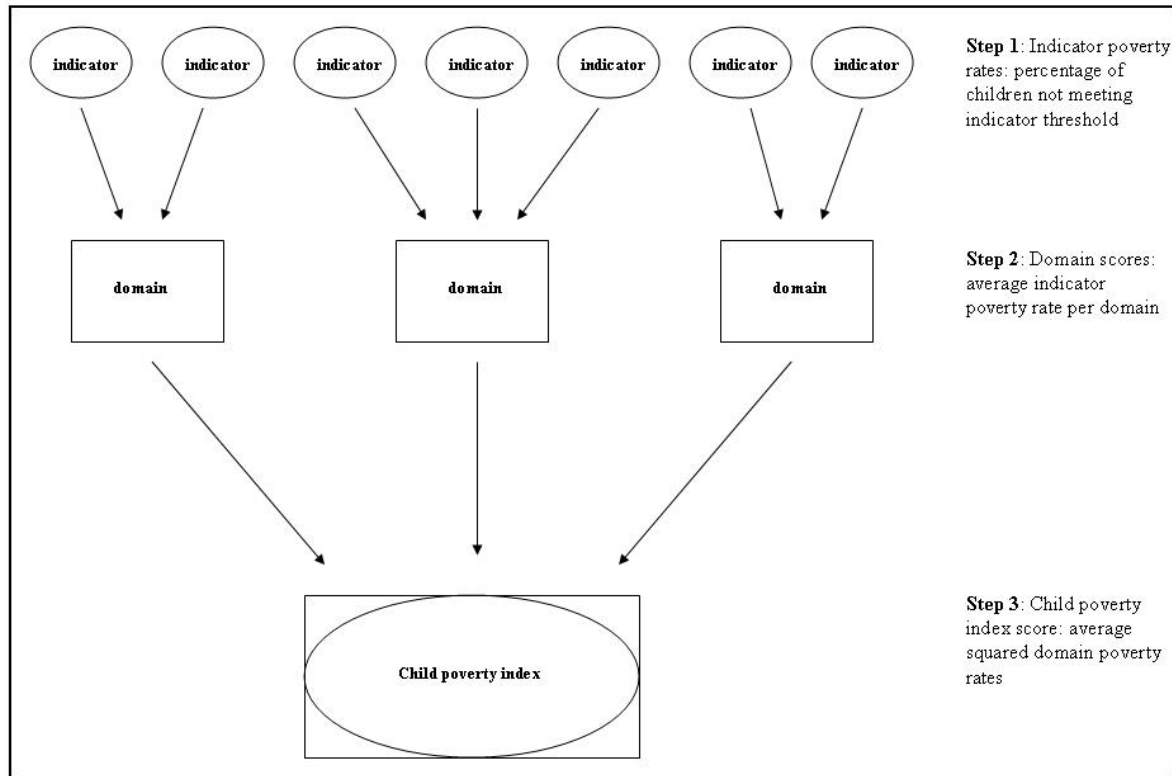 indicator indicator indicator indicator indicator indicator indicator
Step 1: Indicator poverty
rates: percentage of
children not meeting
indicator threshold
domain domain domain
Step 2: Domain scores:
average indicator
poverty rate per domain
Child poverty index
Step 3: Child poverty
index score: average
squared domain poverty
rates